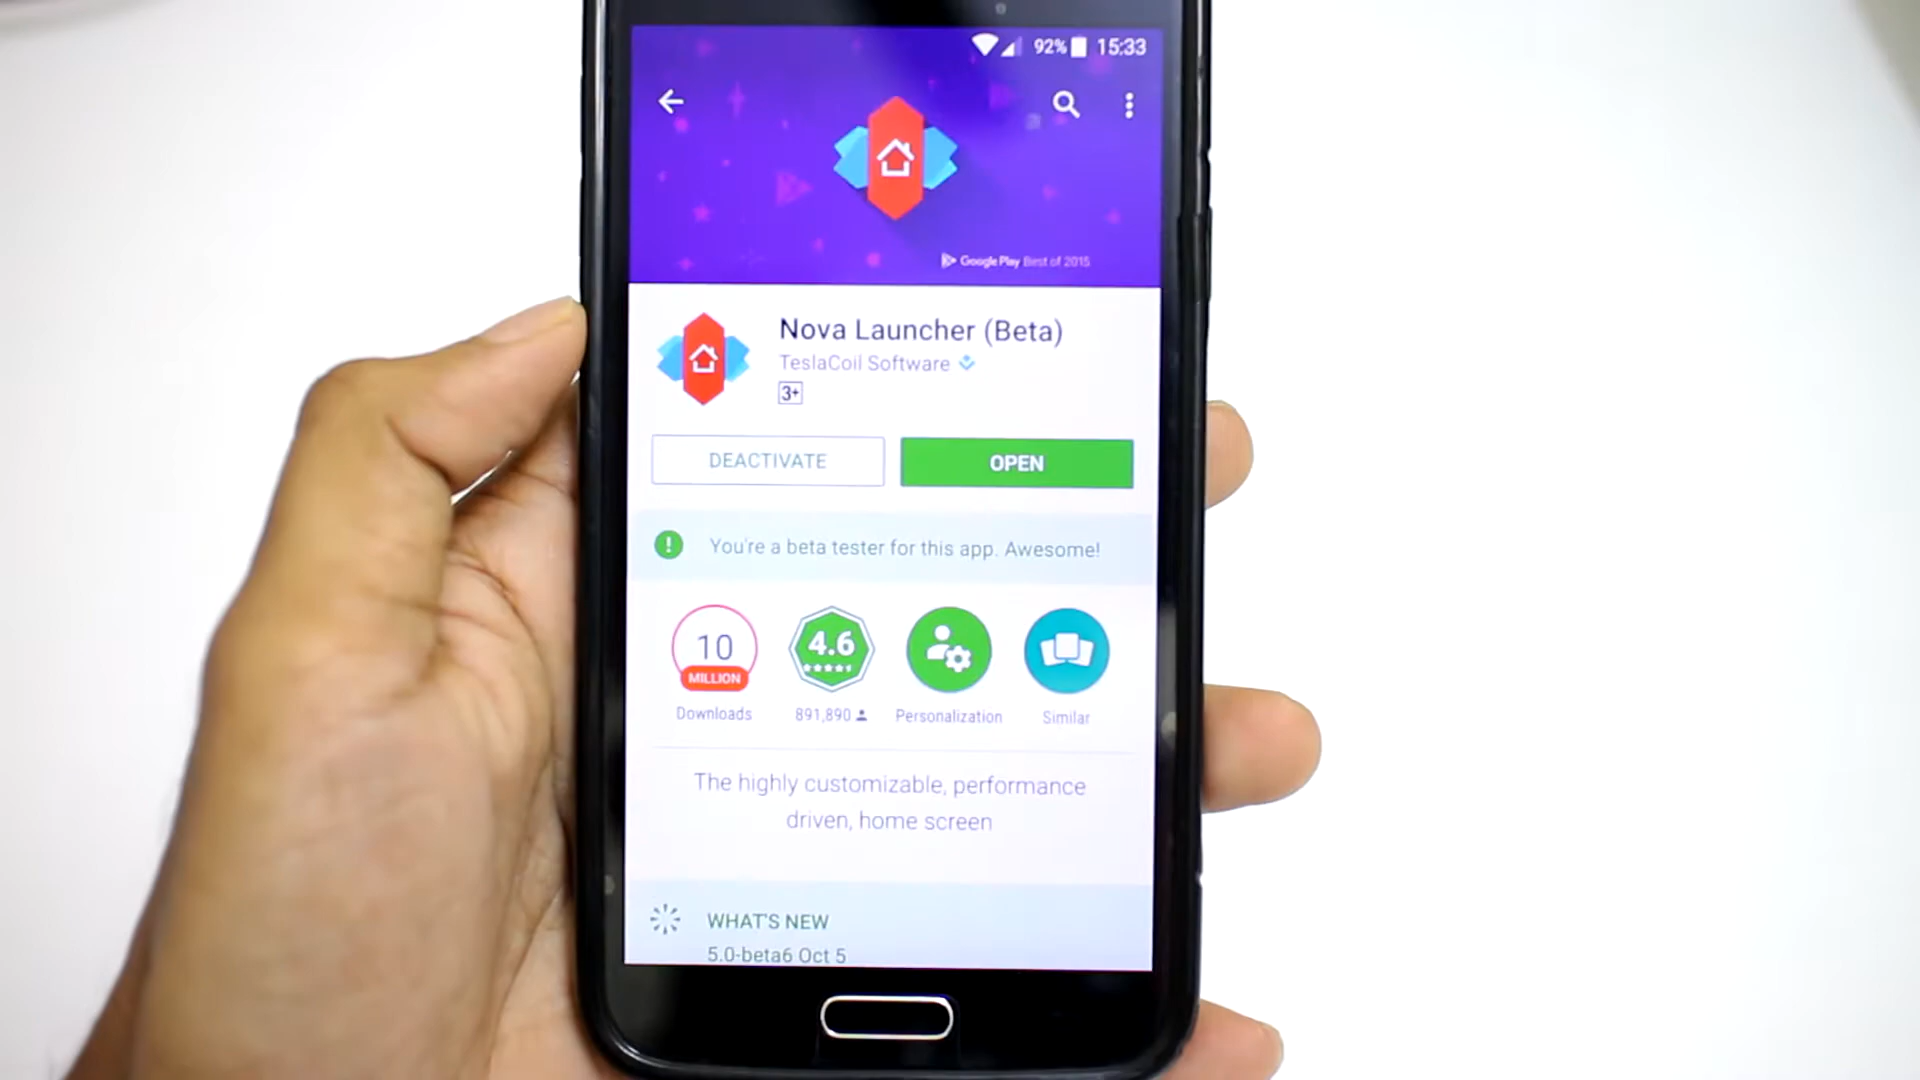 92% 15:33
Google Play Best of 2015
Nova Launcher (Beta)
TeslaCoil Software
3+
DEACTIVATE
OPEN
You're a beta tester for this app. Awesome!
10
MILLION
4.6
Downloads
891,890
Personalization
Similar
The highly customizable, performance
driven, home screen
WHAT'S NEW
5.0-beta6 Oct 5